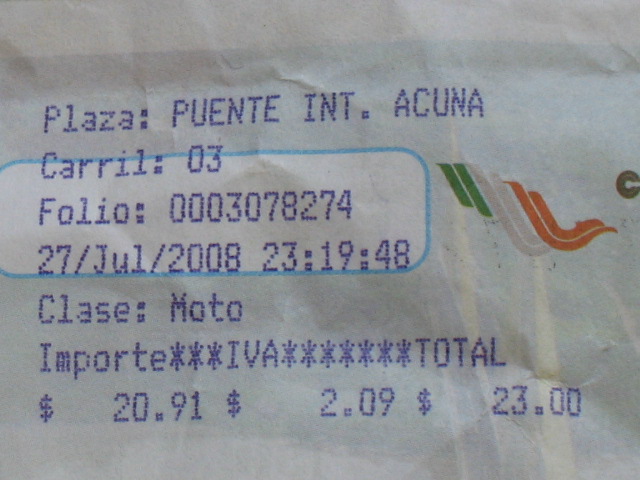 Plaza: PUENTE INT. ACUNA
Carril: 03
Folio: 0003078274
27/Jul/2008 23:19:48
Clase: Moto
Importe***IVA*******TOTAL
$ 20.91 $ 2.09 $ 23.00